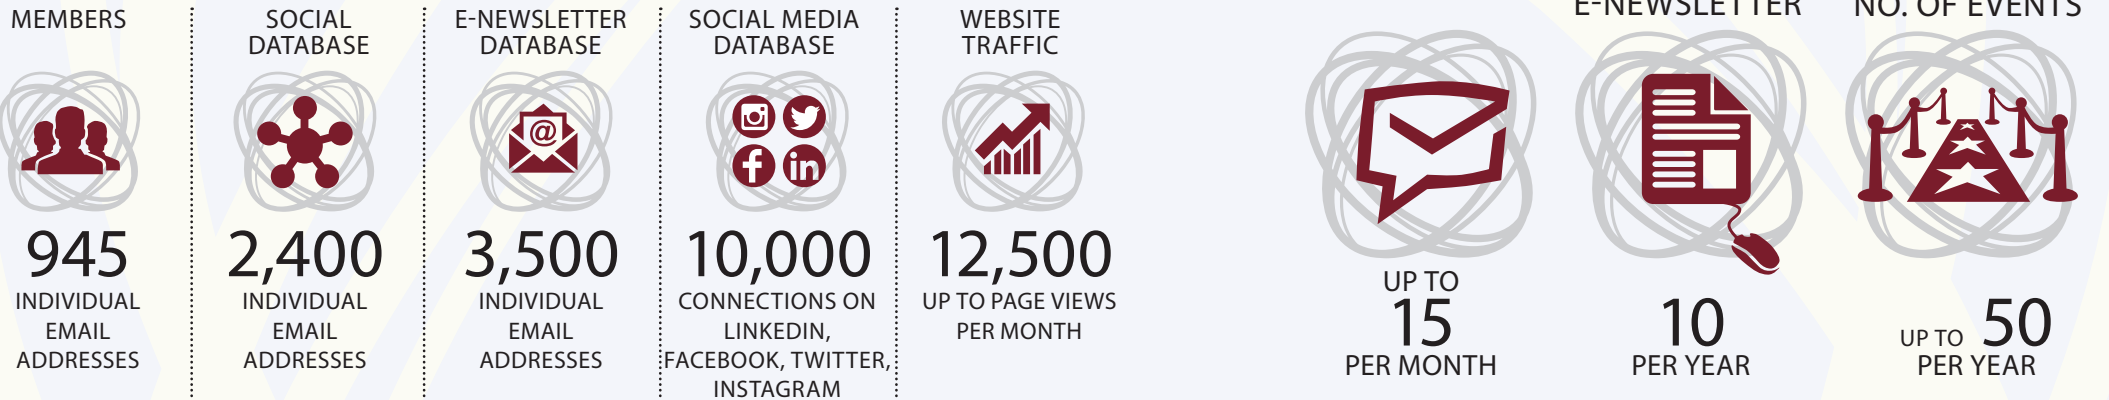 MEMBERS
945
INDIVIDUAL
EMAIL
ADDRESSES
SOCIAL
DATABASE
2,400
INDIVIDUAL
EMAIL
ADDRESSES
E-NEWSLETTER
DATABASE
@
3,500
INDIVIDUAL
EMAIL
ADDRESSES
SOCIAL MEDIA
DATABASE
f in
10,000
CONNECTIONS ON
LINKEDIN,
FACEBOOK, TWITTER,
INSTAGRAM
WEBSITE
TRAFFIC
12,500
UP TO PAGE VIEWS
PER MONTH
UP TO
15
PER MONTH
E-NEWSLETTER
10
PER YEAR
NO. OF EVENTS
UP TO 50
PER YEAR